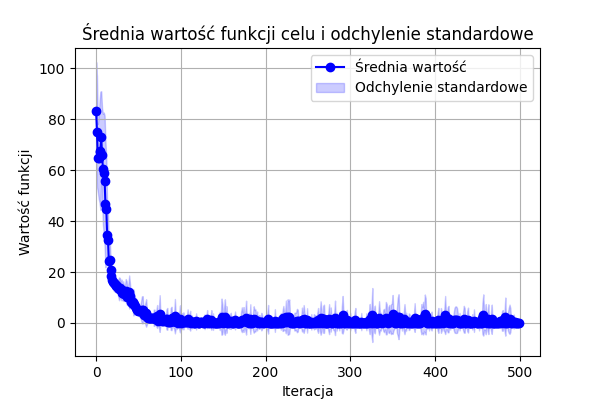 Średnia wartość funkcji celu i odchylenie standardowe
Średnia wartość
Odchylenie standardowe
Wartość funkcji
100
80
60
40
20
0
0 100 200 300 400 500
Iteracja